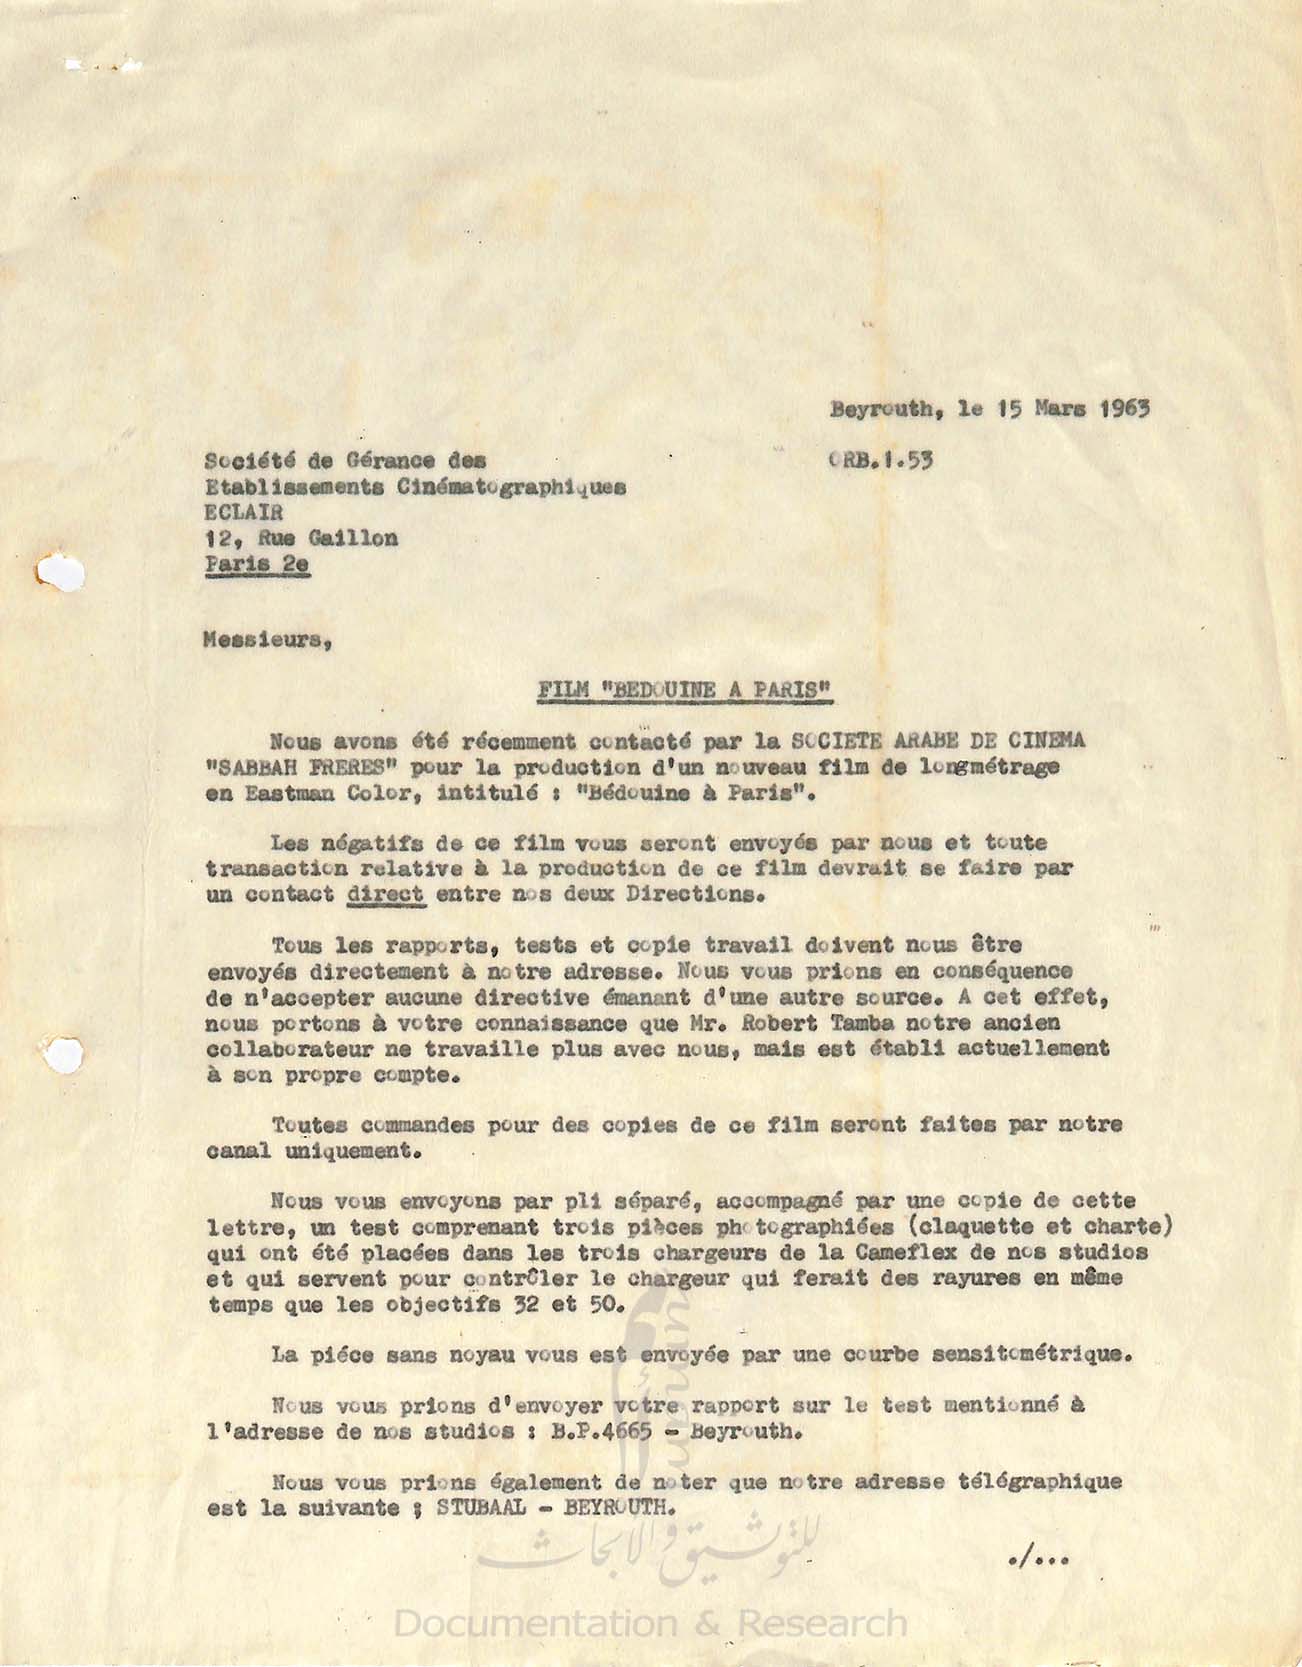 Beyrouth, le 15 Mars 1963
Société de Gérance des
ORB.1.53
Etablissements Cinématographiques
ECLAIR
12, Rue Gaillon
Paris 2e
Messieurs,
FILM "BEDOUINE A PARIS"
Nous avons été récemment contacté par la SOCIETE ARABE DE CINEMA
"SABBAH FRERES" pour la production d'un nouveau film de longmétrage
en Eastman Color, intitulé : "Bédouine à Paris".
Les négatifs de ce film vous seront envoyés par nous et toute
transaction relative à la production de ce film devrait se faire par
un contact direct entre nos deux Directions.
Tous les rapports, tests et copie travail doivent nous être
envoyés directement à notre adresse. Nous vous prions en conséquence
de n'accepter aucune directive émanant d'une autre source. A cet effet,
nous portons à votre connaissance que Mr. Robert Tamba notre ancien
collaborateur ne travaille plus avec nous, mais est établi actuellement
à son propre compte.
Toutes commandes pour des copies de ce film seront faites par notre
canal uniquement.
Nous vous envoyons par pli séparé, accompagné par une copie de cette
lettre, un test comprenant trois pièces photographiées (claquette et charte)
qui ont été placées dans les trois chargeurs de la Cameflex de nos studios
et qui servent pour contrôler le chargeur qui ferait des rayures en même
temps que les objectifs 32 et 50.
La piéce sans noyau vous est envoyée par une courbe sensitométrique.
Nous vous prions d'envoyer votre rapport sur le test mentionné à
l'adresse de nos studios : B.P.4665 - Beyrouth.
Nous vous prions également de noter que notre adresse télégraphique
est la suivante ; STUBAAL - BEYROUTH.
./...
umam
للتوثيق والأبحاث
Documentation & Research